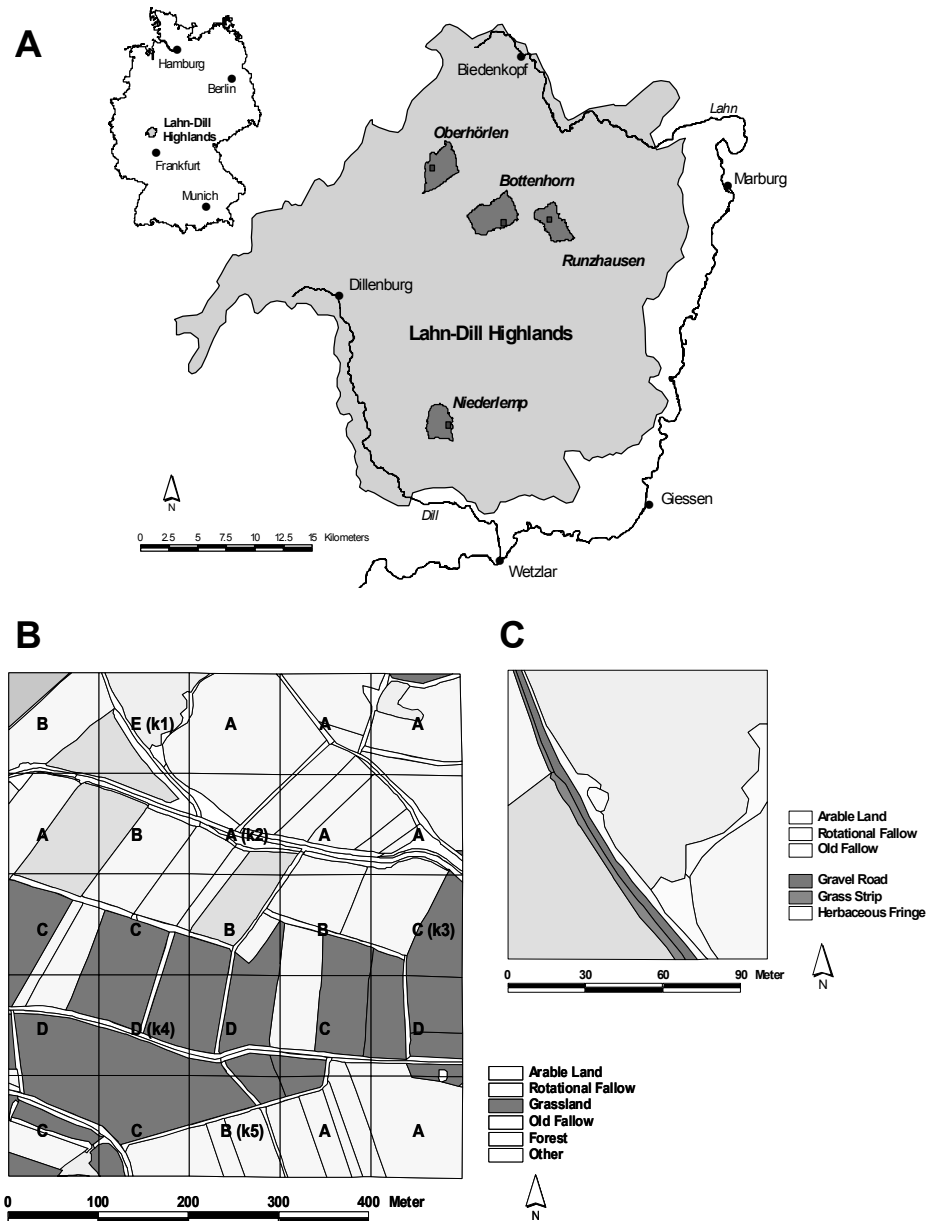 A
Hamburg
Berlin
Lahn-Dill
Highlands
Frankfurt
Munich
Biedenkopf
Lahn
Oberhörlen
Marburg
Bottenhorn
Runzhausen
Dillenburg
Lahn-Dill Highlands
Niederlemp
N
Giessen
Dill
0 2.5 5 7.5 10 12.5 15 Kilometers
Wetzlar
B
B E (k1) A A A
A B A (k2) A A
C C B B C (k3)
D D (k4) D C D
D
C C B (k5) A A
0 100 200 300 400 Meter
C
Arable Land
Rotational Fallow
Old Fallow
Gravel Road
Grass Strip
Herbaceous Fringe
N
0 30 60 90 Meter
Arable Land
Rotational Fallow
Grassland
Old Fallow
Forest
Other
N